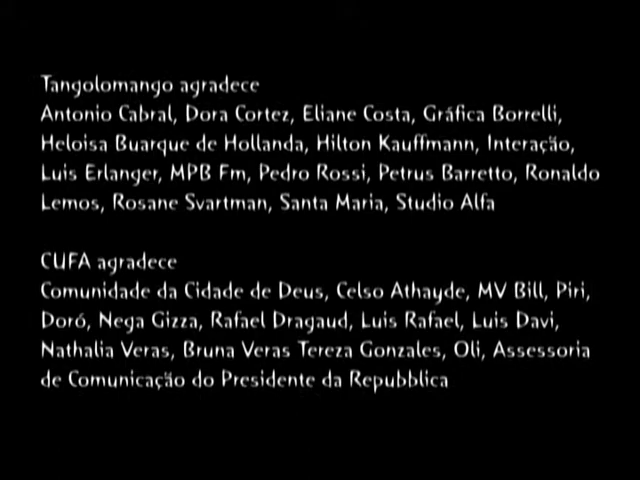 Tangolomango agradece
Antonio Cabral, Dora Cortez, Eliane Costa, Gráfica Borrelli,
Heloisa Buarque de Hollanda, Hilton Kauffmann, Interação,
Luis Erlanger, MPB Fm, Pedro Rossi, Petrus Barretto, Ronaldo
Lemos, Rosane Svartman, Santa Maria, Studio Alfa
CUFA agradece
Comunidade da Cidade de Deus, Celso Athayde, MV Bill, Piri,
Doró, Nega Gizza, Rafael Dragaud, Luis Rafael, Luis Davi,
Nathalia Veras, Bruna Veras Tereza Gonzales, Oli, Assessoria
de Comunicação do Presidente da Repubblica